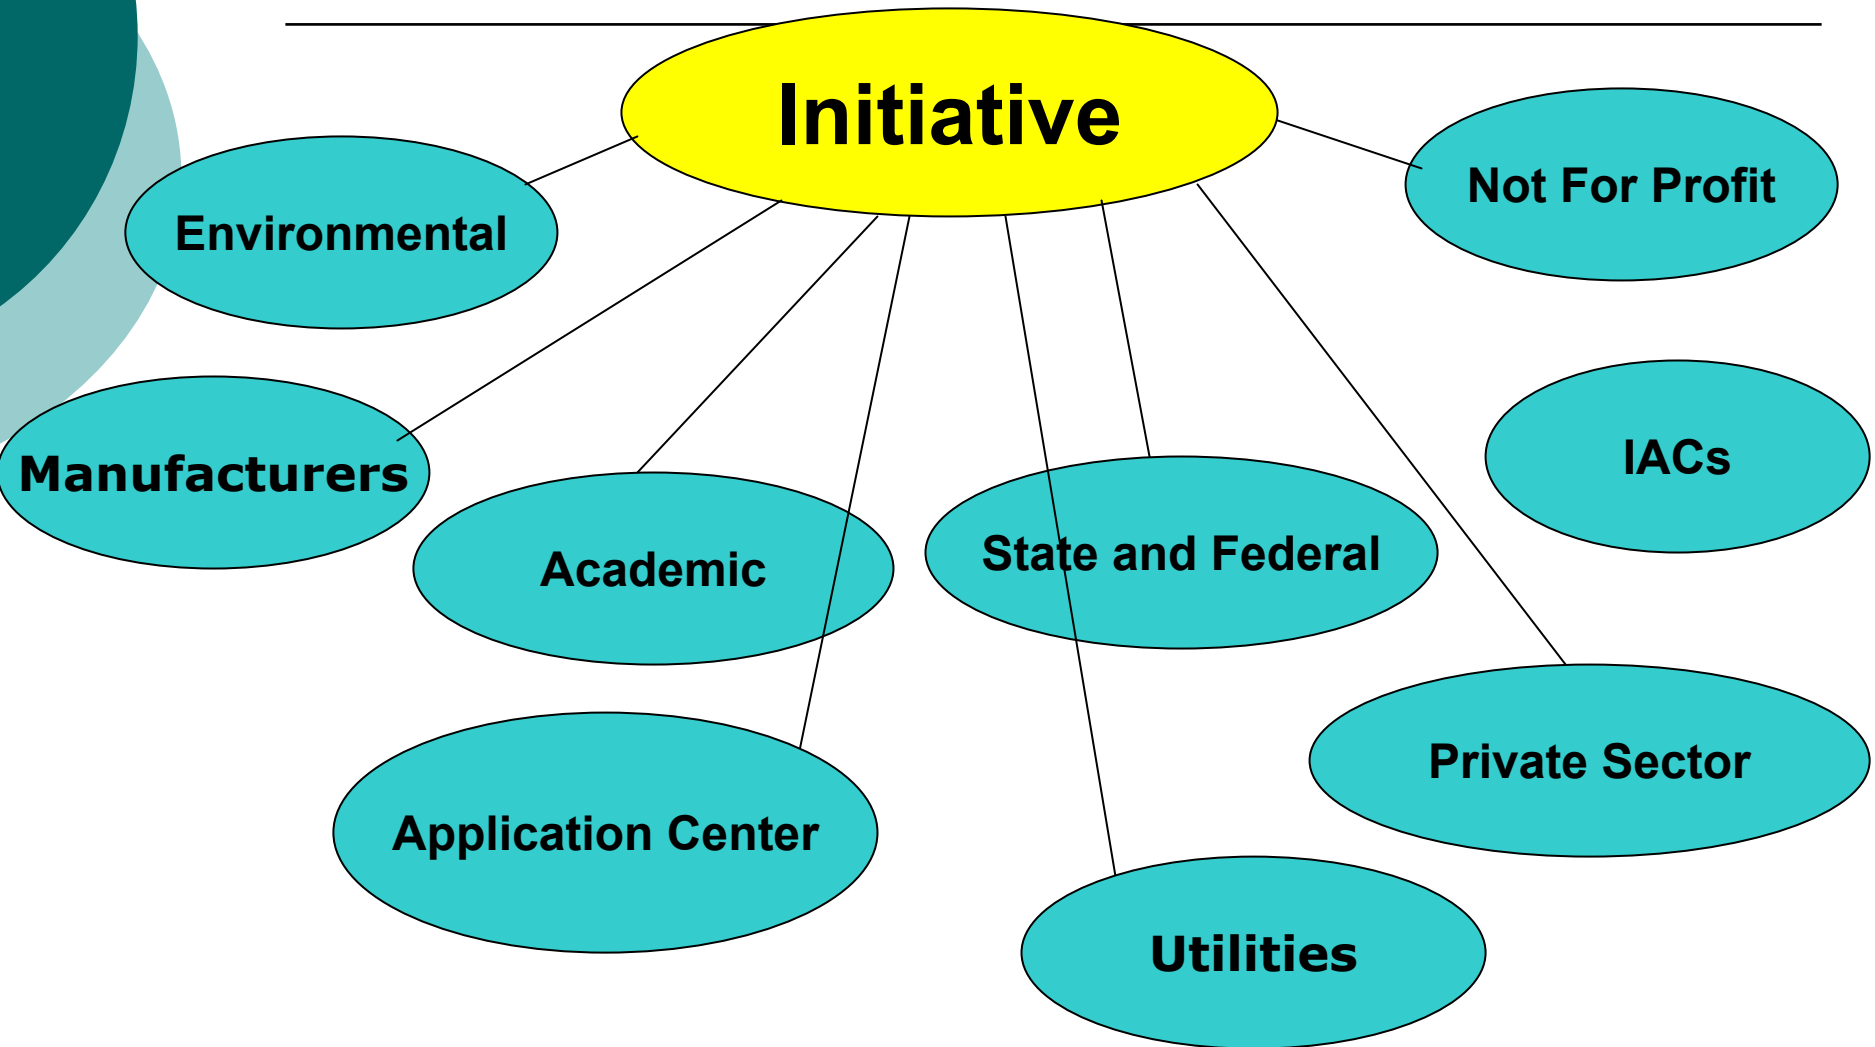 Initiative
Not For Profit
Environmental
IACs
Manufacturers
State and Federal
Academic
Private Sector
Application Center
Utilities